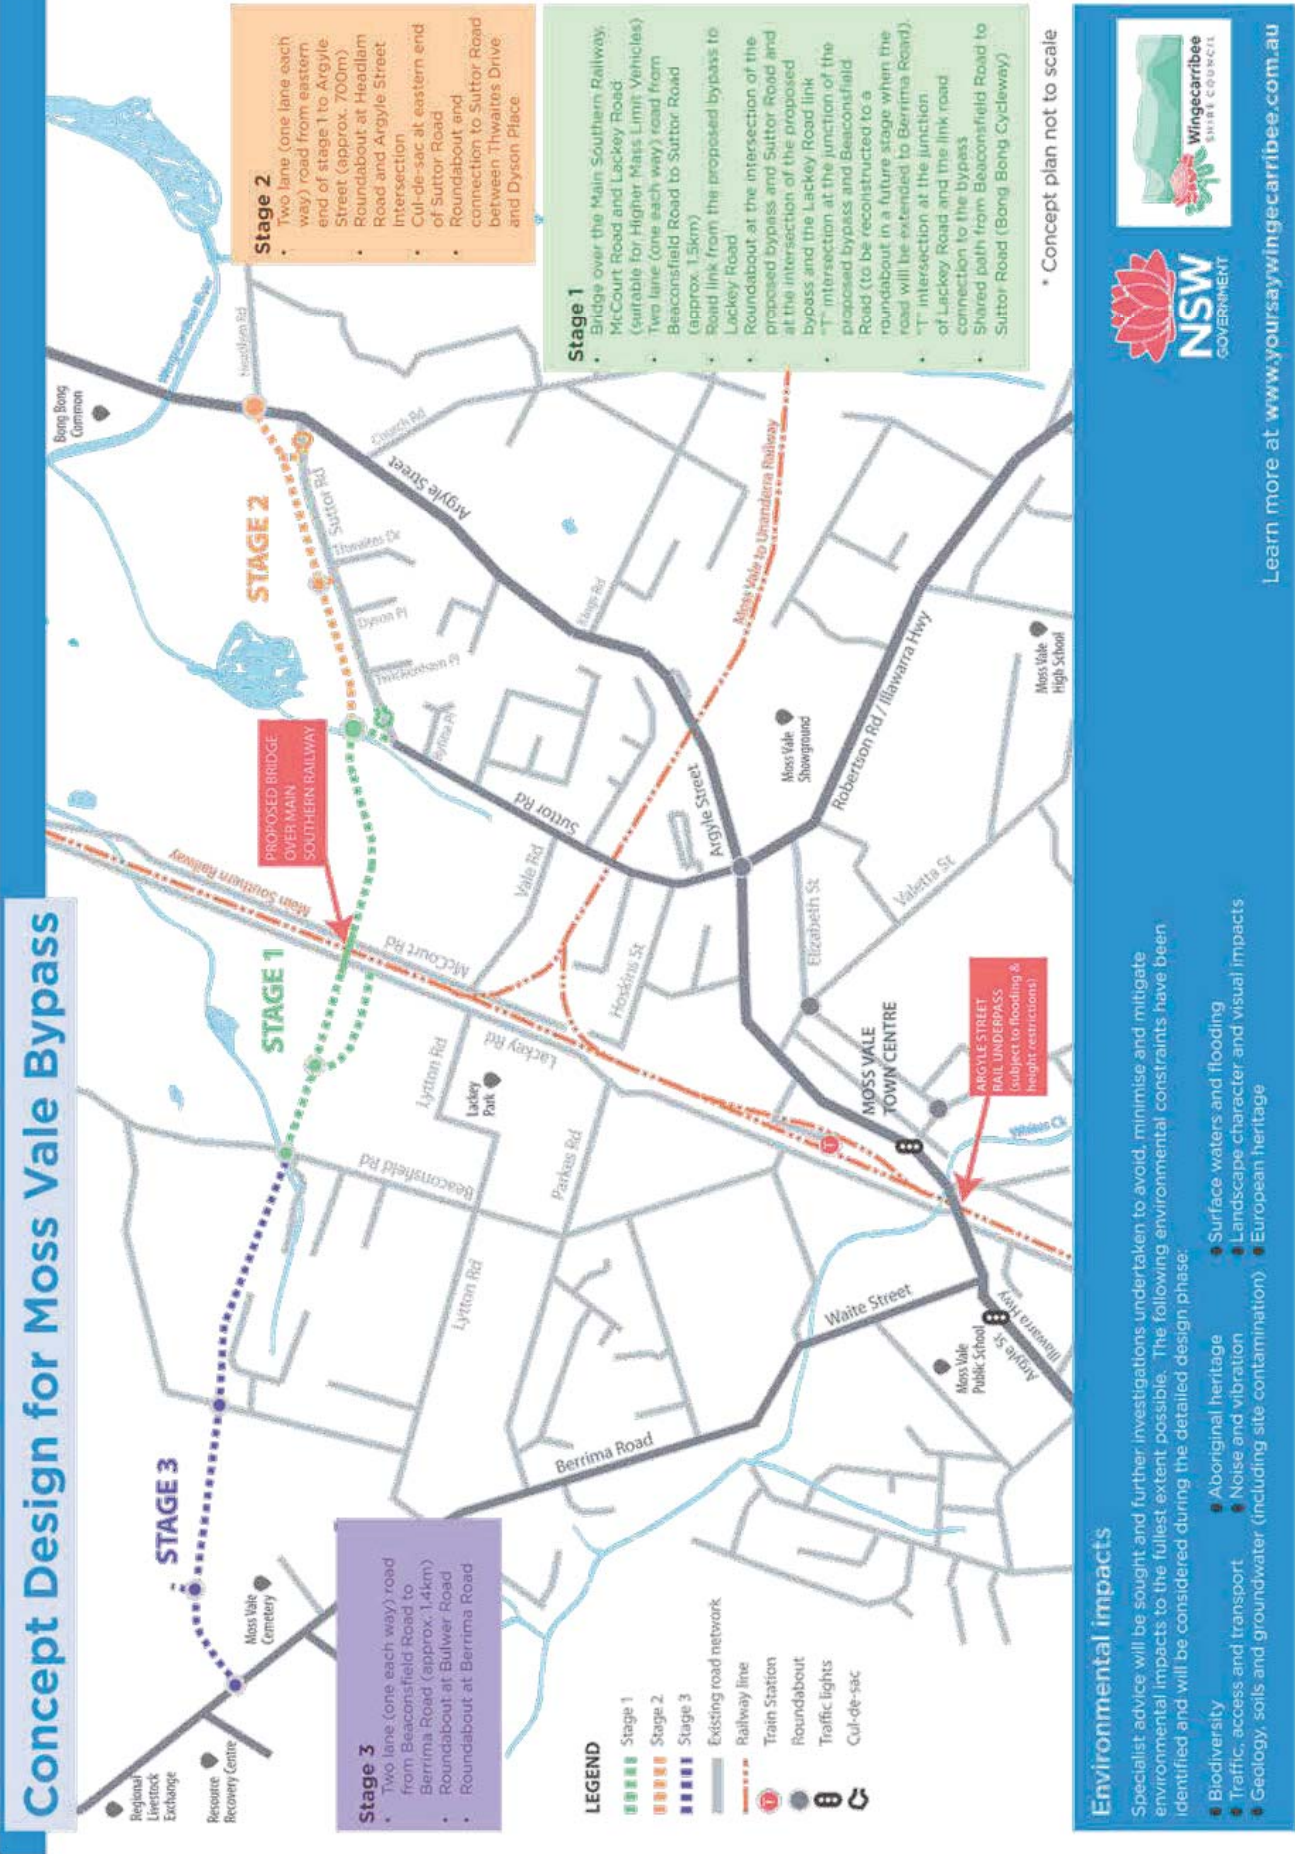 Concept Design for Moss Vale Bypass
Regional
Livestock
Exchange
Resource
Recovery Centre
Moss Vale
Cemetery
STAGE 3
STAGE 1
STAGE 2
PROPOSED BRIDGE
OVER MAIN
SOUTHERN RAILWAY
Main Southern Railway
Bong Bong
Common
Wingecarribee River
Headlam Rd
Church Rd
Argyle Street
Suttor Rd
Thwaites Dr
Dyson Pl
Twickenham Pl
Bytina Pl
Suttor Rd
Vale Rd
McCourt Rd
Lackey Rd
Lytton Rd
Lackey
Park
Beaconsfield Rd
Parkes Rd
Lytton Rd
Hoskins St
Kings Rd
Moss Vale to Unanderra Railway
Argyle Street
Moss Vale
Showground
Robertson Rd / Illawarra Hwy
Moss Vale
High School
Elizabeth St
Valetta St
MOSS VALE
TOWN CENTRE
T
ARGYLE STREET
RAIL UNDERPASS
(subject to flooding &
height restrictions)
Whites Ck
Waite Street
Berrima Road
Moss Vale
Public School
Argyle St
Illawarra Hwy
Stage 3
• Two lane (one each way) road
from Beaconsfield Road to
Berrima Road (approx. 1.4km)
• Roundabout at Bulwer Road
• Roundabout at Berrima Road
Stage 2
• Two lane (one lane each
way) road from eastern
end of stage 1 to Argyle
Street (approx. 700m)
• Roundabout at Headlam
Road and Argyle Street
Intersection
• Cul-de-sac at eastern end
of Suttor Road
• Roundabout and
connection to Suttor Road
between Thwaites Drive
and Dyson Place
Stage 1
• Bridge over the Main Southern Railway,
McCourt Road and Lackey Road
(suitable for Higher Mass Limit Vehicles)
• Two lane (one each way) road from
Beaconsfield Road to Suttor Road
(approx. 1.5km)
• Road link from the proposed bypass to
Lackey Road
• Roundabout at the intersection of the
proposed bypass and Suttor Road and
at the intersection of the proposed
bypass and the Lackey Road link
• "T" intersection at the junction of the
proposed bypass and Beaconsfield
Road (to be reconstructed to a
roundabout in a future stage when the
road will be extended to Berrima Road).
• "T" intersection at the junction
of Lackey Road and the link road
connection the bypass
• Shared path from Beaconsfield Road to
Suttor Road (Bong Bong Cycleway)
* Concept plan not to scale
LEGEND
Stage 1
Stage 2
Stage 3
Existing road network
Railway line
T Train Station
Roundabout
Traffic lights
Cul-de-sac
Environmental impacts
Specialist advice will be sought and further investigations undertaken to avoid, minimise and mitigate
environmental impacts to the fullest extent possible. The following environmental constraints have been
identified and will be considered during the detailed design phase:
• Biodiversity
• Traffic, access and transport
• Geology, soils and groundwater (including site contamination)
• Aboriginal heritage
• Noise and vibration
• Surface waters and flooding
• Landscape character and visual impacts
• European heritage
NSW
GOVERNMENT
Wingecarribee
SHIRE COUNCIL
Learn more at www.yoursaywingecarribee.com.au